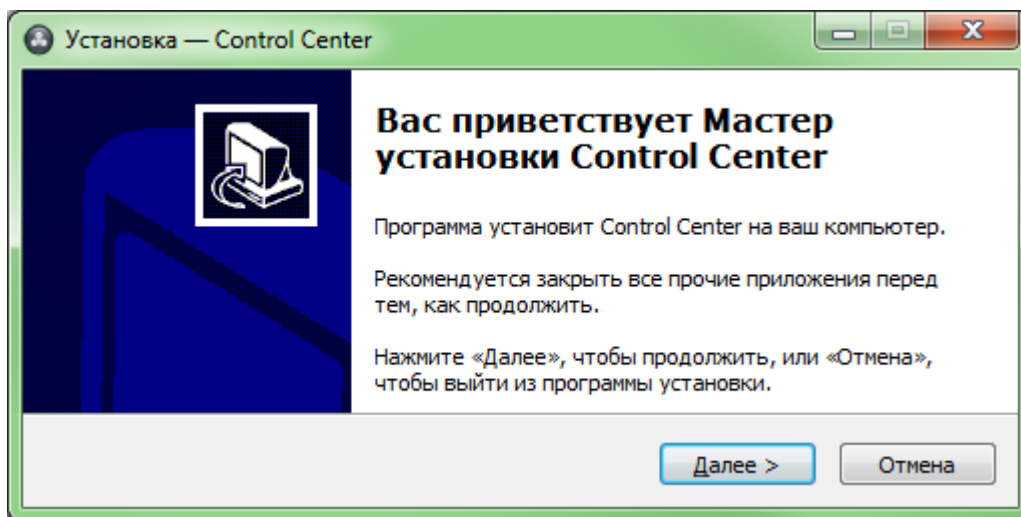 Установка — Control Center
Вас приветствует Мастер
установки Control Center
Программа установит Control Center на ваш компьютер.
Рекомендуется закрыть все прочие приложения перед
тем, как продолжить.
Нажмите «Далее», чтобы продолжить, или «Отмена»,
чтобы выйти из программы установки.
Далее >
Отмена